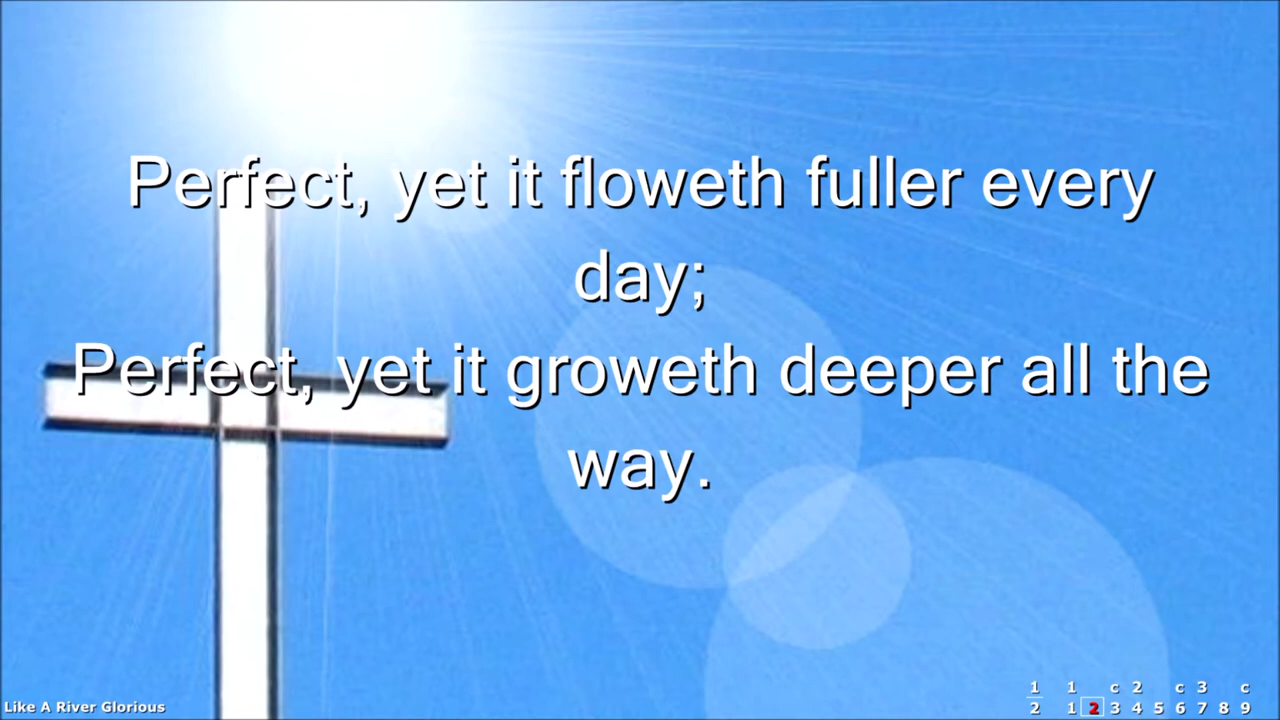 Perfect, yet it floweth fuller every
day;
Perfect, yet it groweth deeper all the
way.
Like A River Glorious
1 1 c 2 c 3 c
2 1 2 3 4 5 6 7 8 9